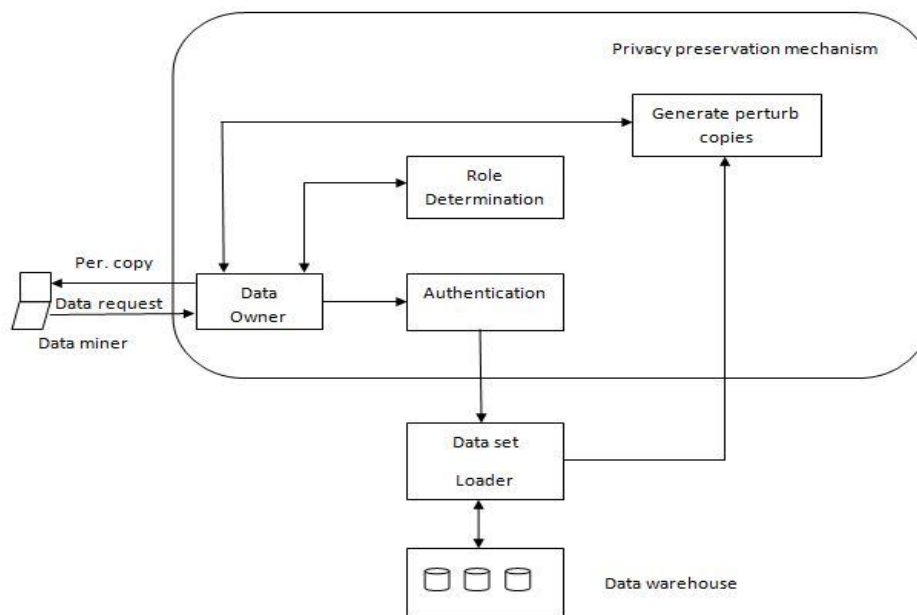 Privacy preservation mechanism
Generate perturb
copies
Role
Determination
Per. copy
Data request
Data miner
Data
Owner
Authentication
Data set
Loader
Data warehouse